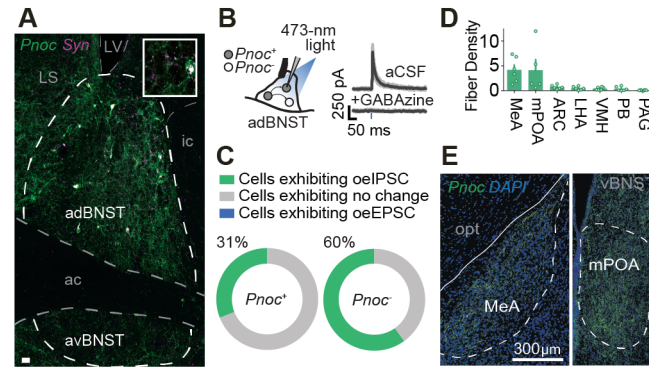 A
Pnoc Syn
LV
LS
ic
adBNST
ac
avBNST
B
473-nm
light
Pnoc+
Pnoc-
adBNST
250 pA
aCSF
+GABAzine
50 ms
C
Cells exhibiting oeIPSC
Cells exhibiting no change
Cells exhibiting oeEPSC
31%
60%
Pnoc+
Pnoc-
D
Fiber Density
10
5
0
MeA
mPOA
ARC
LHA
VMH
PB
PAG
E
Pnoc DAPI
vBNS
opt
mPOA
MeA
300µm